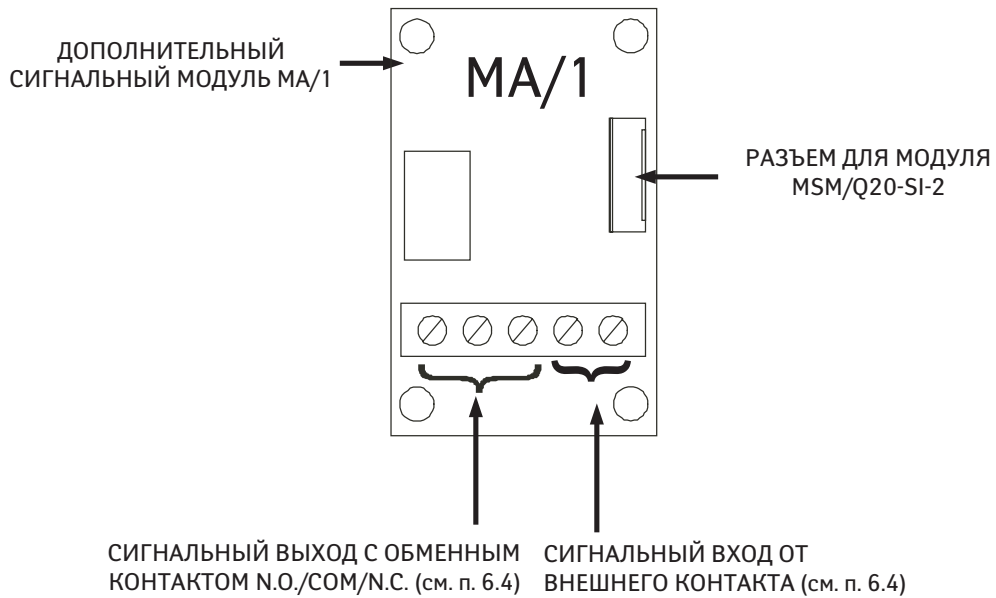 ДОПОЛНИТЕЛЬНЫЙ
СИГНАЛЬНЫЙ МОДУЛЬ MA/1
MA/1
РАЗЪЕМ ДЛЯ МОДУЛЯ
MSM/Q20-SI-2
СИГНАЛЬНЫЙ ВЫХОД С ОБМЕННЫМ
КОНТАКТОМ N.O./COM/N.C. (см. п. 6.4)
СИГНАЛЬНЫЙ ВХОД ОТ
ВНЕШНЕГО КОНТАКТА (см. п. 6.4)